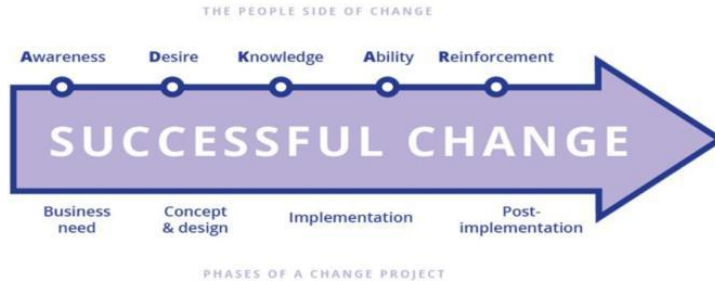 THE PEOPLE SIDE OF CHANGE
Awareness Desire Knowledge Ability Reinforcement
SUCCESSFUL CHANGE
Business need
Concept & design
Implementation
Post-implementation
PHASES OF A CHANGE PROJECT